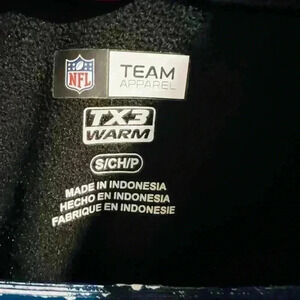 NFL
TEAM
APPAREL
TX3
WARM
S/CH/P
MADE IN INDONESIA
HECHO EN INDONESIA
FABRIQUE EN INDONESIE